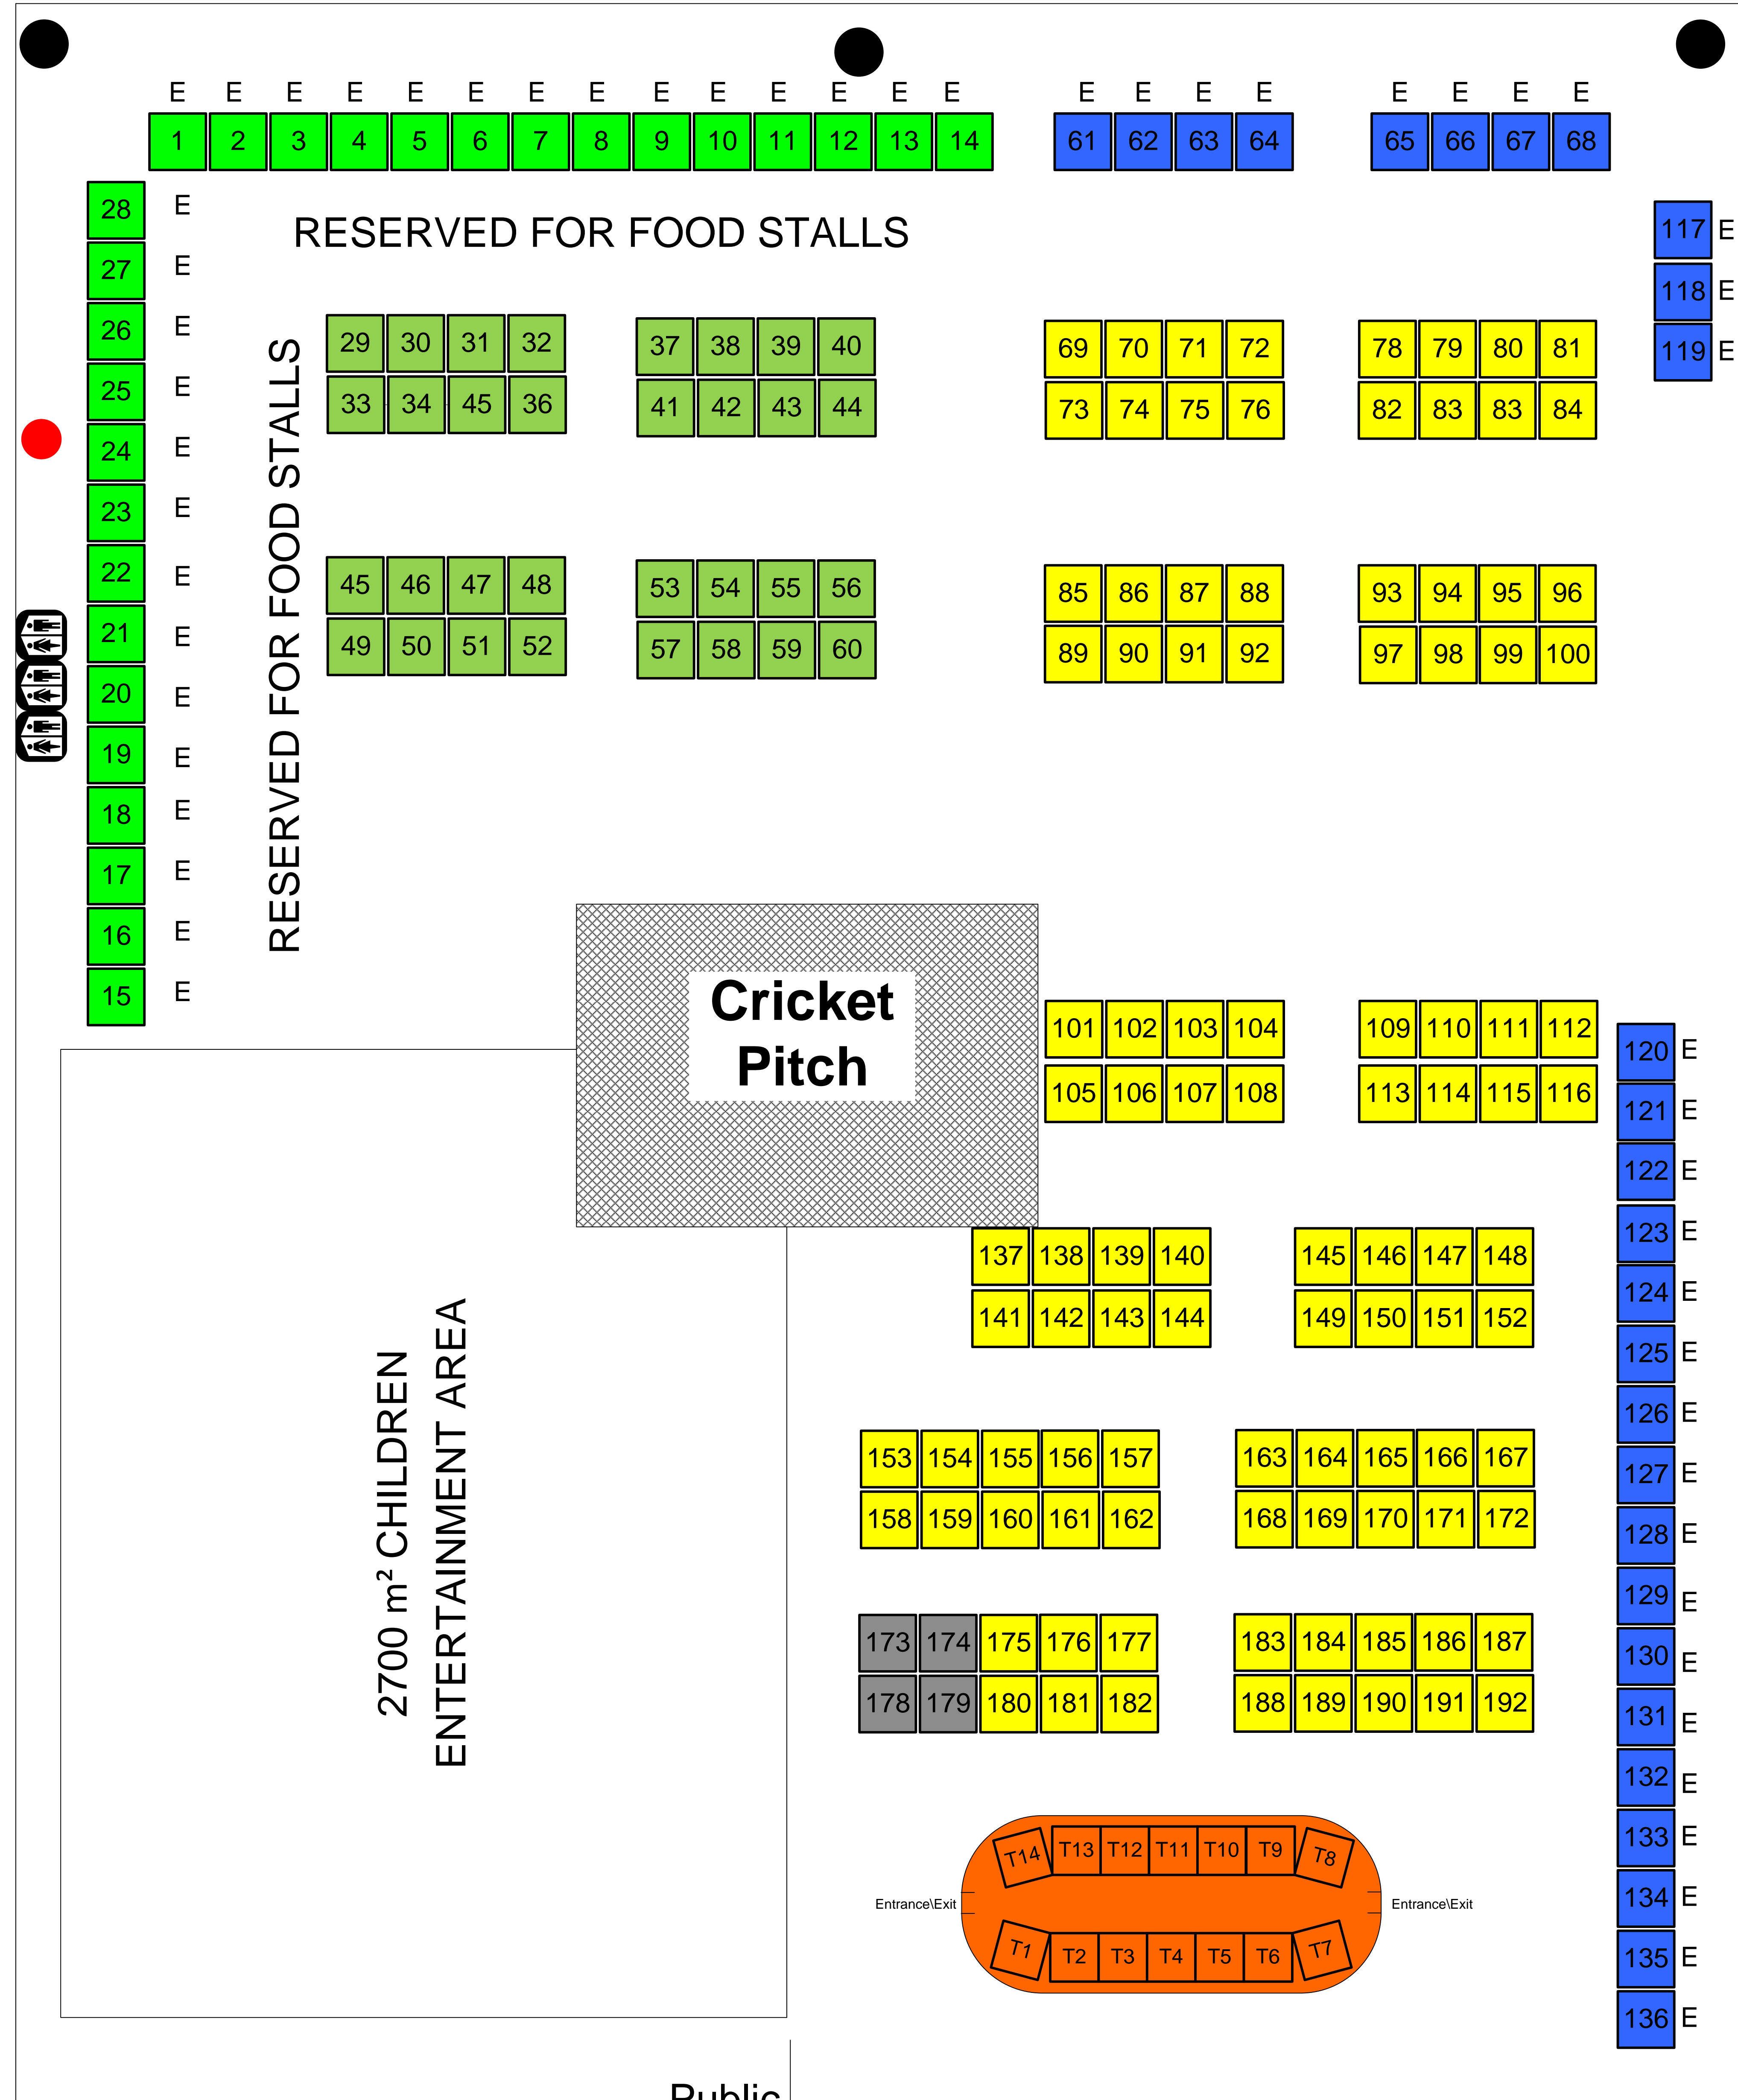 E E E E E E E E E E E E E E E E E E E E E E
1 2 3 4 5 6 7 8 9 10 11 12 13 14 61 62 63 64 65 66 67 68
28 E
RESERVED FOR FOOD STALLS
117 E
27 E
118 E
26 E
119 E
29 30 31 32 37 38 39 40 69 70 71 72 78 79 80 81
25 E
33 34 45 36 41 42 43 44 73 74 75 76 82 83 83 84
24 E
23 E
RESERVED FOR FOOD STALLS
22 E
45 46 47 48 53 54 55 56 85 86 87 88 93 94 95 96
21 E
49 50 51 52 57 58 59 60 89 90 91 92 97 98 99 100
20 E
19 E
18 E
17 E
16 E
15 E
Cricket
Pitch
101 102 103 104 109 110 111 112
120 E
105 106 107 108 113 114 115 116
121 E
122 E
123 E
137 138 139 140 145 146 147 148
124 E
141 142 143 144 149 150 151 152
125 E
126 E
2700 m² CHILDREN
ENTERTAINMENT AREA
153 154 155 156 157 163 164 165 166 167
127 E
158 159 160 161 162 168 169 170 171 172
128 E
129 E
173 174 175 176 177 183 184 185 186 187
130 E
178 179 180 181 182 188 189 190 191 192
131 E
132 E
133 E
T14 T13 T12 T11 T10 T9 T8
134 E
Entrance\Exit Entrance\Exit
T1 T2 T3 T4 T5 T6 T7
135 E
136 E
Public